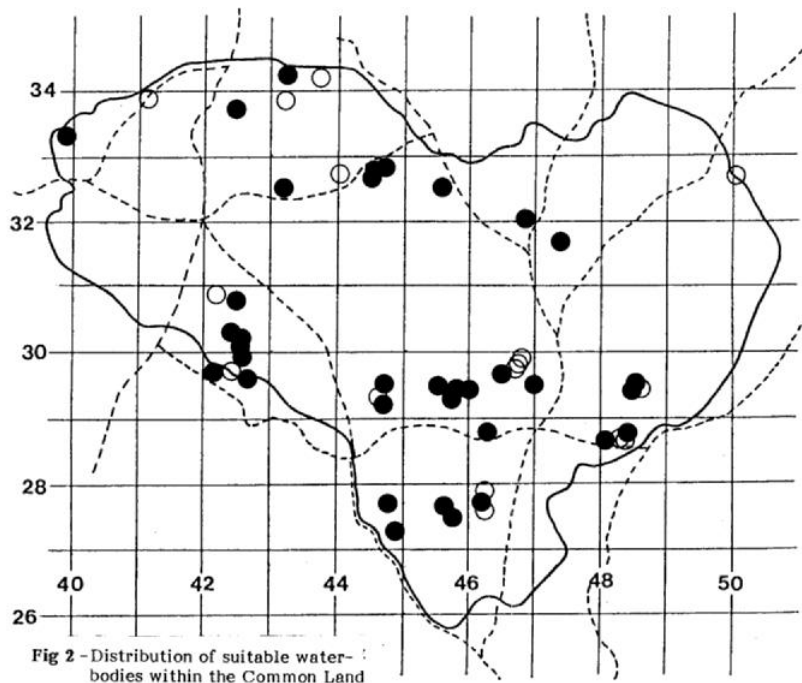 34
32
30
28
40 42 44 46 48 50
26
Fig 2 - Distribution of suitable water-
bodies within the Common Land